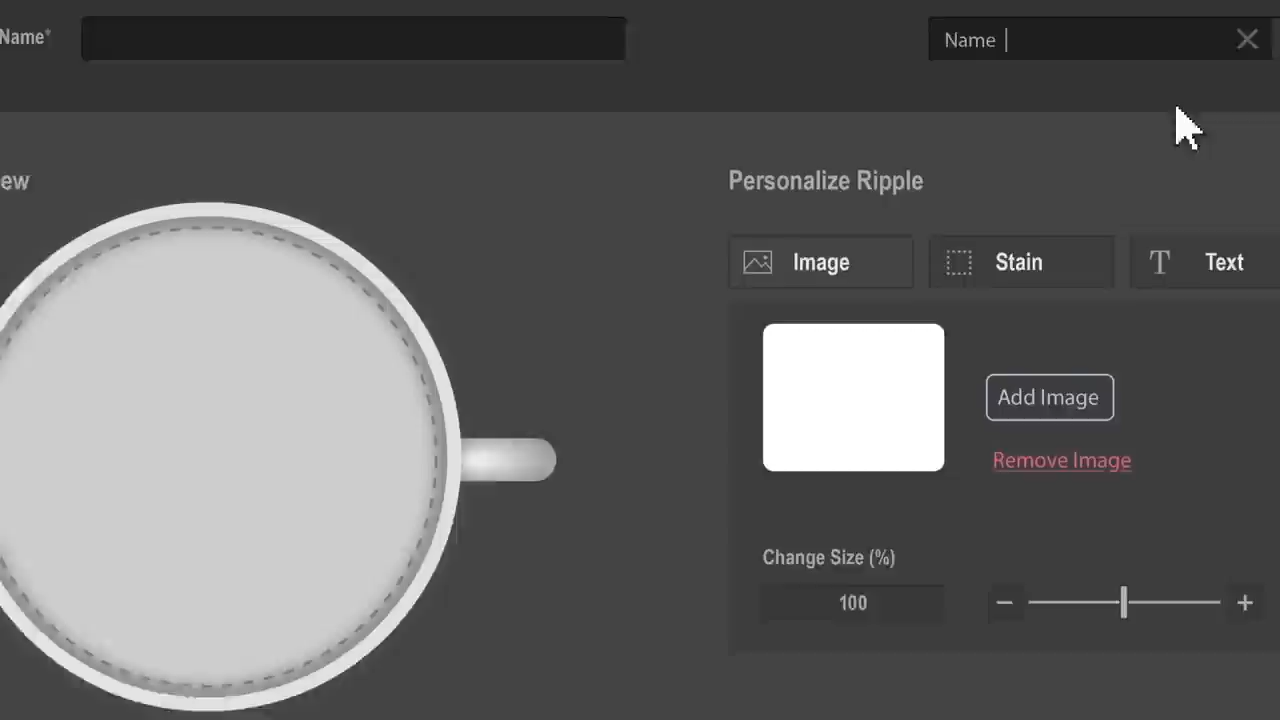 Name*
Name
ew
Personalize Ripple
Image
Stain
Text
Add Image
Remove Image
Change Size (%)
100